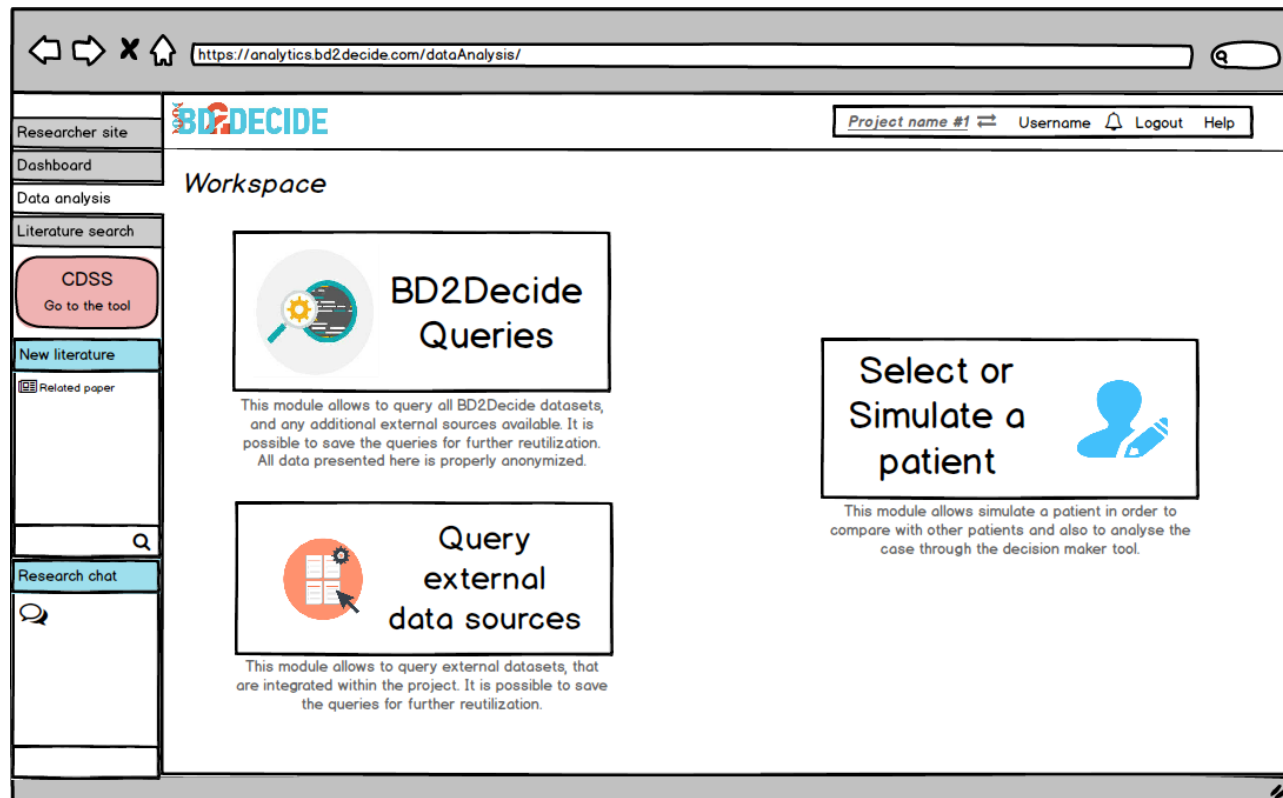 https://analytics.bd2decide.com/dataAnalysis/
BD2DECIDE
Project name #1
Username
Logout
Help
Researcher site
Dashboard
Data analysis
Literature search
CDSS
Go to the tool
New literature
Related paper
Research chat
Workspace
BD2Decide
Queries
This module allows to query all BD2Decide datasets,
and any additional external sources available. It is
possible to save the queries for further reutilization.
All data presented here is properly anonymized.
Query
external
data sources
This module allows to query external datasets, that
are integrated within the project. It is possible to save
the queries for further reutilization.
Select or
Simulate a
patient
This module allows simulate a patient in order to
compare with other patients and also to analyse the
case through the decision maker tool.